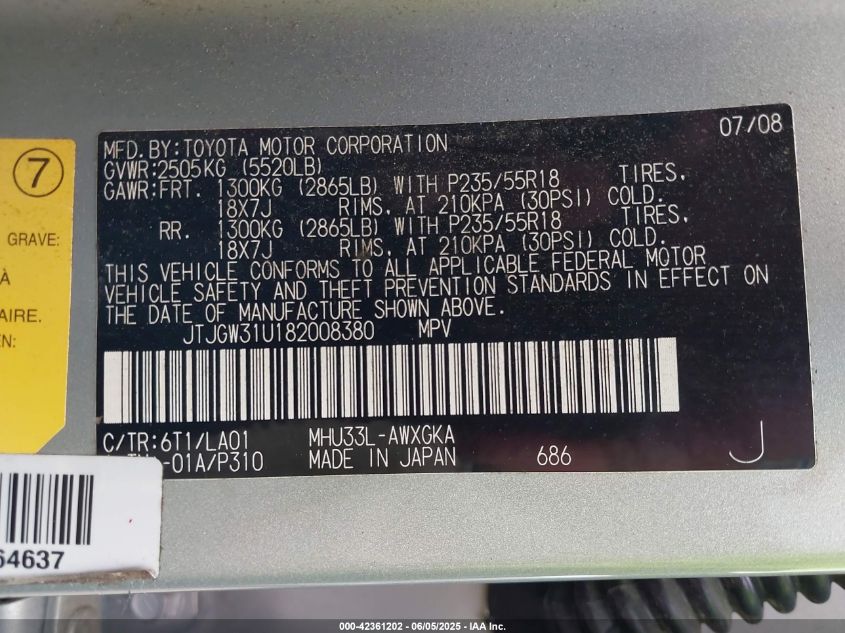 07/08
MFD. BY:TOYOTA MOTOR CORPORATION
GVWR:2505KG (5520LB)
GAWR:FRT. 1300KG (2865LB) WITH P235/55R18 TIRES,
18X7J RIMS, AT 210KPA (30PSI) COLD.
RR. 1300KG (2865LB) WITH P235/55R18 TIRES,
18X7J RIMS, AT 210KPA (30PSI) COLD.
THIS VEHICLE CONFORMS TO ALL APPLICABLE FEDERAL MOTOR
VEHICLE SAFETY AND THEFT PREVENTION STANDARDS IN EFFECT ON
THE DATE OF MANUFACTURE SHOWN ABOVE.
JTJGW31U182008380 MPV
C/TR:6T1/LA01 MHU33L-AWXGKA
-01A/P310 MADE IN JAPAN 686 J
7
GRAVE:
À
AIRE.
EN:
64637
000-42361202 - 06/05/2025 - IAA Inc.